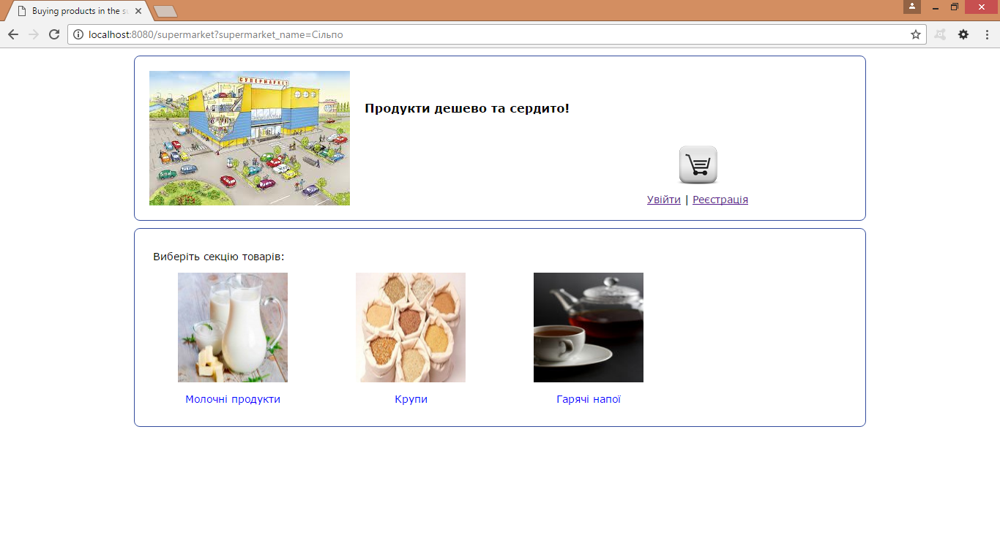 Buying products in the su
localhost:8080/supermarket?supermarket_name=Сільпо
СУПЕРМАРКЕТ
Продукти дешево та сердито!
Увійти | Реєстрація
Виберіть секцію товарів:
Молочні продукти
Крупи
Гарячі напої